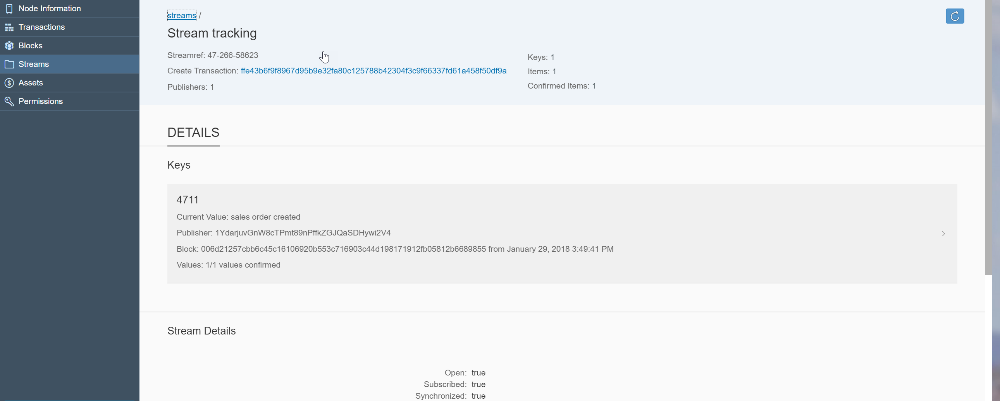 Node Information
Transactions
Blocks
Streams
Assets
Permissions
streams /
Stream tracking
Streamref: 47-266-58623
Create Transaction: ffe43b6f9f8967d95b9e32fa80c125788b42304f3c9f66337fd61a458f50df9a
Publishers: 1
Keys: 1
Items: 1
Confirmed Items: 1
DETAILS
Keys
4711
Current Value: sales order created
Publisher: 1YdarjuvGnW8cTPmt89nPffkZGJQaSDHywi2V4
Block: 006d21257cbb6c45c16106920b553c716903c44d198171912fb05812b6689855 from January 29, 2018 3:49:41 PM
Values: 1/1 values confirmed
Stream Details
Open: true
Subscribed: true
Synchronized: true